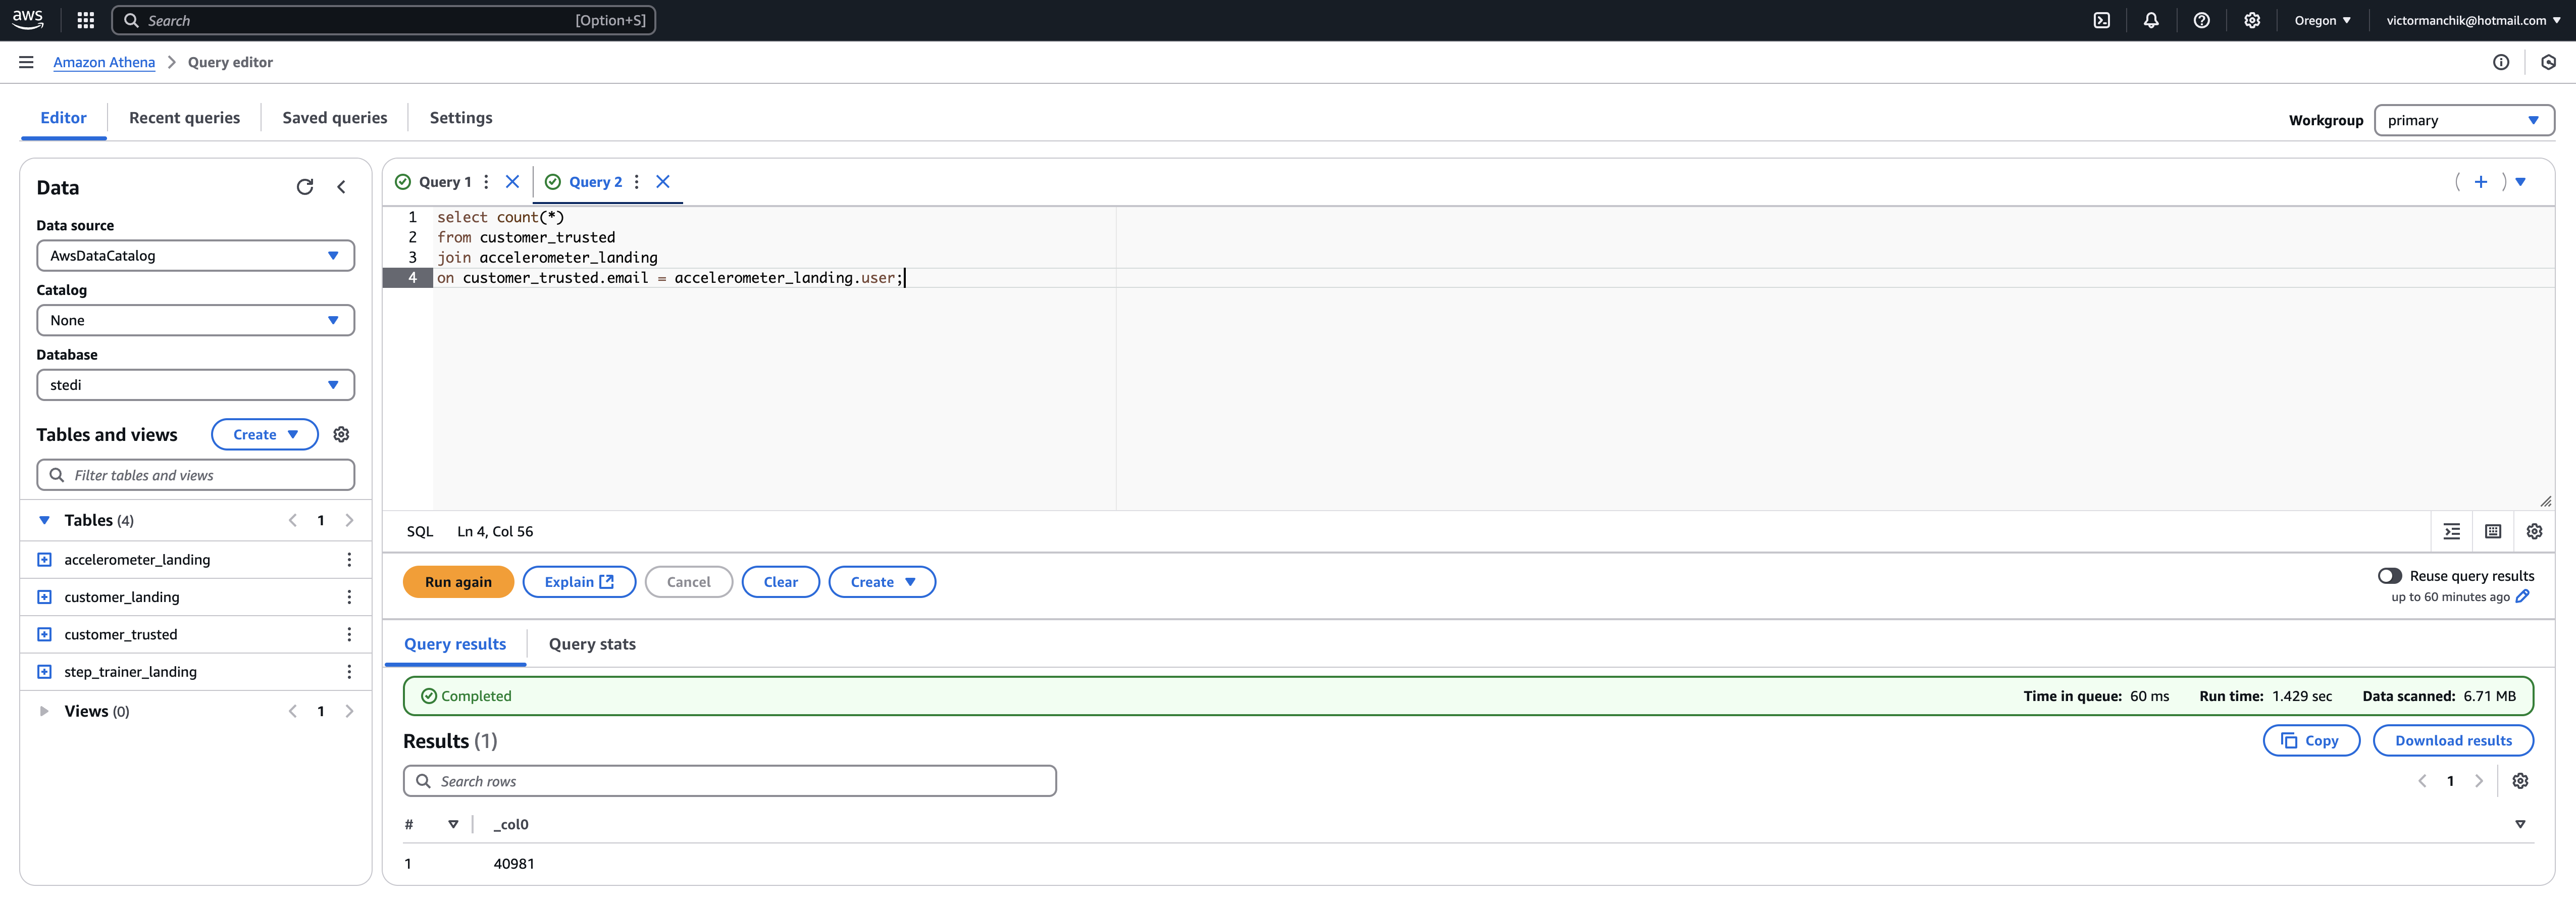 aws
Search
[Option+S]
Oregon
victormanchik@hotmail.com
Amazon Athena
Query editor
Editor
Recent queries
Saved queries
Settings
Workgroup
primary
Data
Data source
AwsDataCatalog
Catalog
None
Database
stedi
Tables and views
Create
Filter tables and views
Tables (4)
1
accelerometer_landing
customer_landing
customer_trusted
step_trainer_landing
Views (0)
1
Query 1
Query 2
1 select count(*)
2 from customer_trusted
3 join accelerometer_landing
4 on customer_trusted.email = accelerometer_landing.user;
SQL
Ln 4, Col 56
Run again
Explain
Cancel
Clear
Create
Reuse query results
up to 60 minutes ago
Query results
Query stats
Completed
Time in queue: 60 ms
Run time: 1.429 sec
Data scanned: 6.71 MB
Results (1)
Copy
Download results
Search rows
1
#
_col0
1
40981